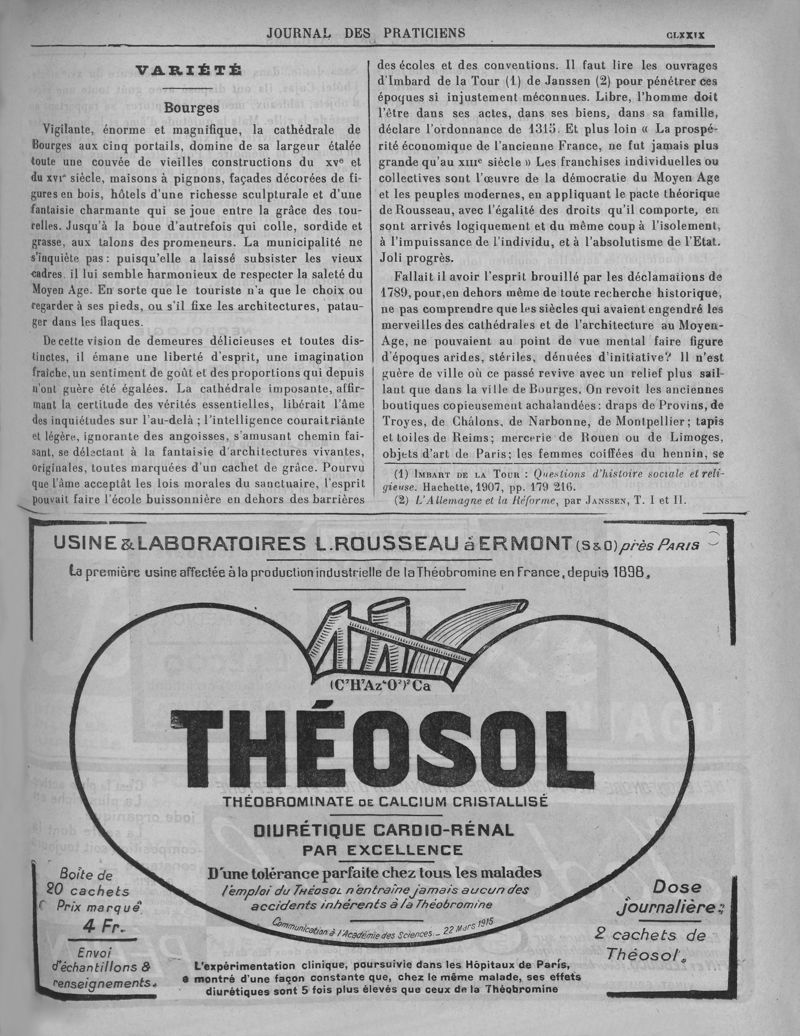 JOURNAL DES PRATICIENS
CLXXIX
VARIÉTÉ
Bourges
Vigilante, énorme et magnifique, la cathédrale de
Bourges aux cinq portails, domine de sa largeur étalée
toute une couvée de vieilles constructions du XVe et
du XVIe siècle, maisons à pignons, façades décorées de fi-
gures en bois, hôtels d'une richesse sculpturale et d'une
fantaisie charmante qui se joue entre la grâce des tou-
relles. Jusqu'à la boue d'autrefois qui colle, sordide et
grasse, aux talons des promeneurs. La municipalité ne
s'inquiète pas : puisqu'elle a laissé subsister les vieux
cadres, il lui semble harmonieux de respecter la saleté du
Moyen Age. En sorte que le touriste n'a que le choix ou
regarder à ses pieds, ou s'il fixe les architectures, patau-
ger dans les flaques.
De cette vision de demeures délicieuses et toutes dis-
tinctes, il émane une liberté d'esprit, une imagination
fraîche, un sentiment de goût et des proportions qui depuis
n'ont guère été égalées. La cathédrale imposante, affir-
mant la certitude des vérités essentielles, libérait l'âme
des inquiétudes sur l'au-delà ; l'intelligence courait riante
et légère, ignorante des angoisses, s'amusant chemin fai-
sant, se délectant à la fantaisie d'architectures vivantes,
originales, toutes marquées d'un cachet de grâce. Pourvu
que l'âme acceptât les lois morales du sanctuaire, l'esprit
pouvait faire l'école buissonnière en dehors des barrières
des écoles et des conventions. Il faut lire les ouvrages
d'Imbard de la Tour (1) de Janssen (2) pour pénétrer ces
époques si injustement méconnues. Libre, l'homme doit
l'être dans ses actes, dans ses biens, dans sa famille,
déclare l'ordonnance de 1315. Et plus loin « La prospé-
rité économique de l'ancienne France, ne fut jamais plus
grande qu'au XIIIe siècle » Les franchises individuelles ou
collectives sont l'œuvre de la démocratie du Moyen Age
et les peuples modernes, en appliquant le pacte théorique
de Rousseau, avec l'égalité des droits qu'il comporte, en
sont arrivés logiquement et du même coup à l'isolement,
à l'impuissance de l'individu, et à l'absolutisme de l'Etat.
Joli progrès.
Fallait il avoir l'esprit brouillé par les déclamations de
1789, pour, en dehors même de toute recherche historique,
ne pas comprendre que les siècles qui avaient engendré les
merveilles des cathédrales et de l'architecture au Moyen-
Age, ne pouvaient au point de vue mental faire figure
d'époques arides, stériles, dénuées d'initiative? Il n'est
guère de ville où ce passé revive avec un relief plus sail-
lant que dans la ville de Bourges. On revoit les anciennes
boutiques copieusement achalandées : draps de Provins, de
Troyes, de Châlons, de Narbonne, de Montpellier ; tapis
et toiles de Reims ; mercerie de Rouen ou de Limoges,
objets d'art de Paris ; les femmes coiffées du hennin, se
(1) IMBART DE LA TOUR : Questions d'histoire sociale et reli-
gieuse. Hachette, 1907, pp. 179 216.
(2) L'Allemagne et la Réforme, par JANSSEN, T. I et II.
USINE & LABORATOIRES L. ROUSSEAU à ERMONT (S&O) près PARIS
La première usine affectée à la production industrielle de la Théobromine en France, depuis 1898.
(C⁷H⁷Az⁴O²)²Ca
THÉOSOL
THÉOBROMINATE DE CALCIUM CRISTALLISÉ
DIURÉTIQUE CARDIO-RÉNAL
PAR EXCELLENCE
D'une tolérance parfaite chez tous les malades
l'emploi du THÉOSOL n'entraîne jamais aucun des
accidents inhérents à la Théobromine
Communication à l'Académie des Sciences._ 22 Mars 1915
Boîte de
20 cachets
Prix marqué
4 Fr.
Envoi
d'échantillons &
renseignements.
L'expérimentation clinique, poursuivie dans les Hôpitaux de Paris,
a montré d'une façon constante que, chez le même malade, ses effets
diurétiques sont 5 fois plus élevés que ceux de la Théobromine
Dose
journalière:
2 cachets de
Théosol.